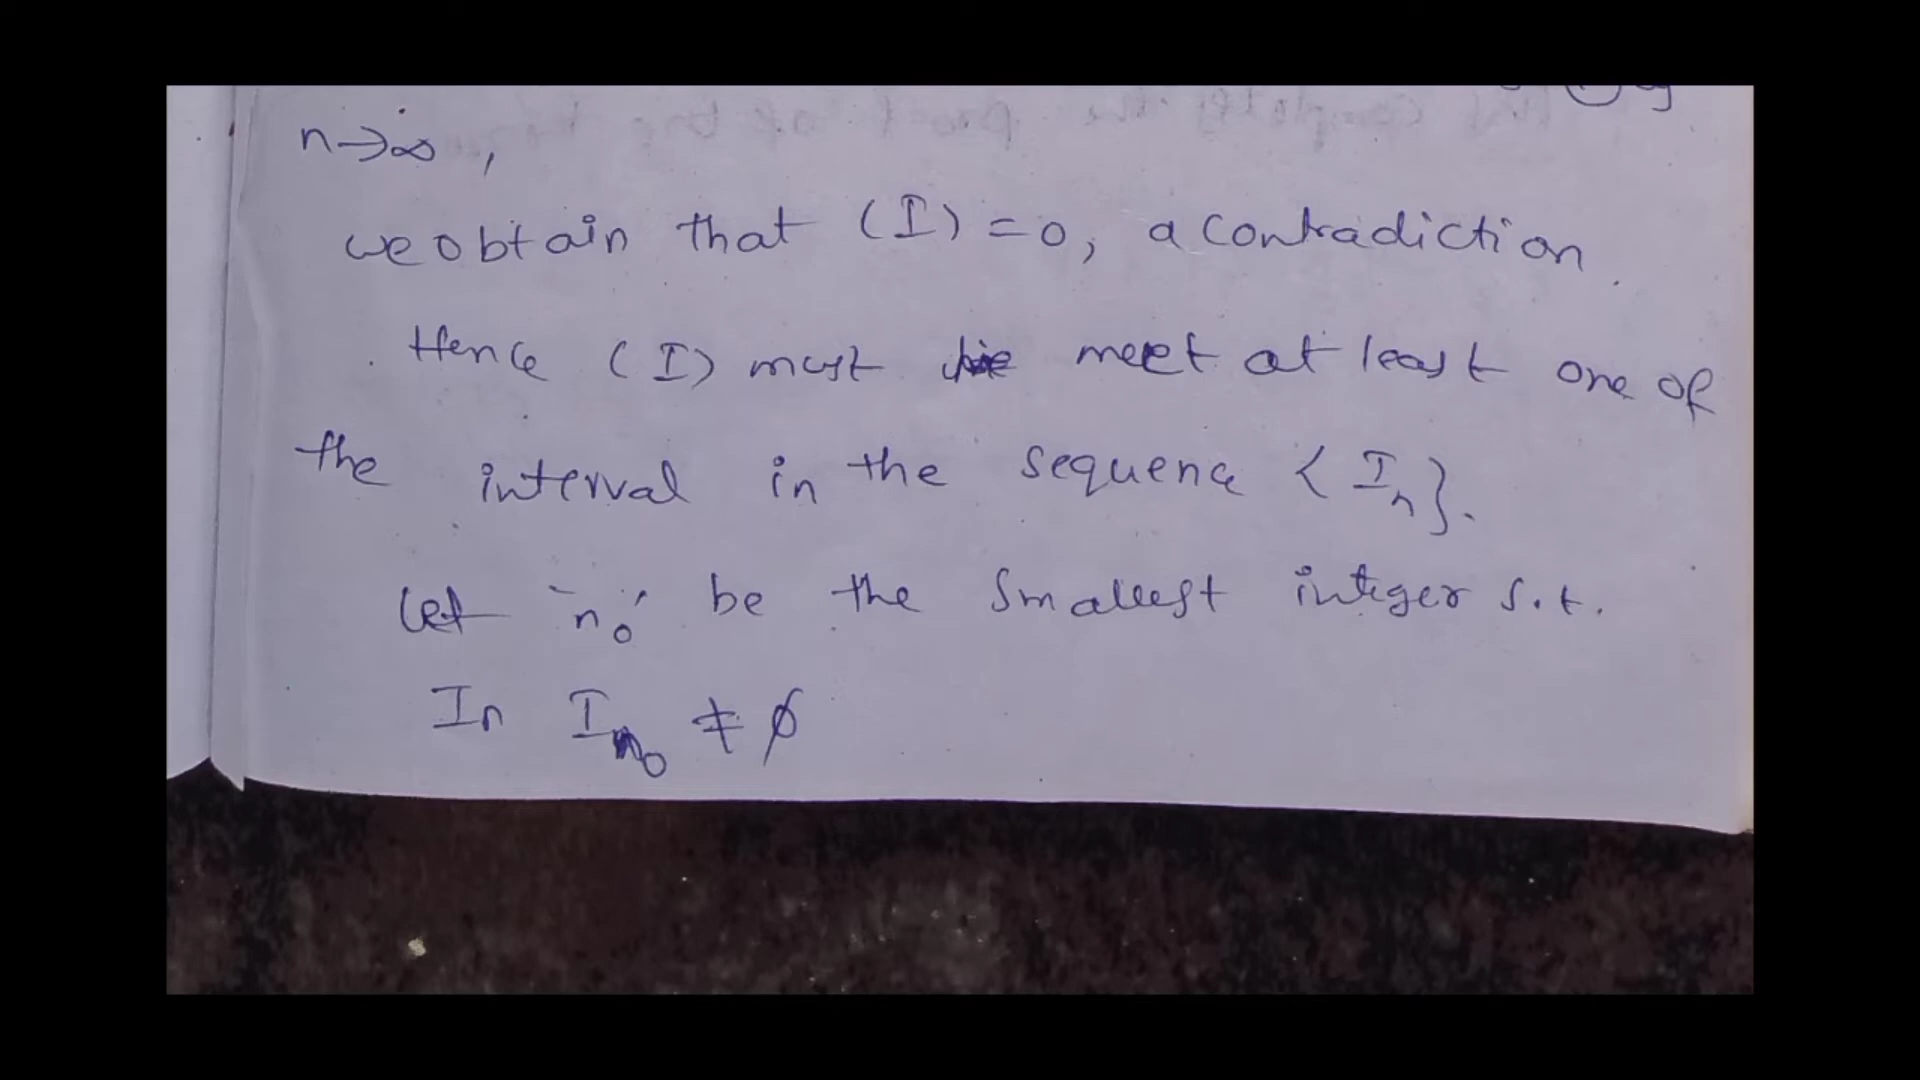 n→∞,
we obtain that (I) = 0, a contradiction.
Hence (I) must meet at least one of
the interval in the sequence {In}.
Let 'n₀' be the smallest integer s.t.
In Iₙ₀ ≠ ∅